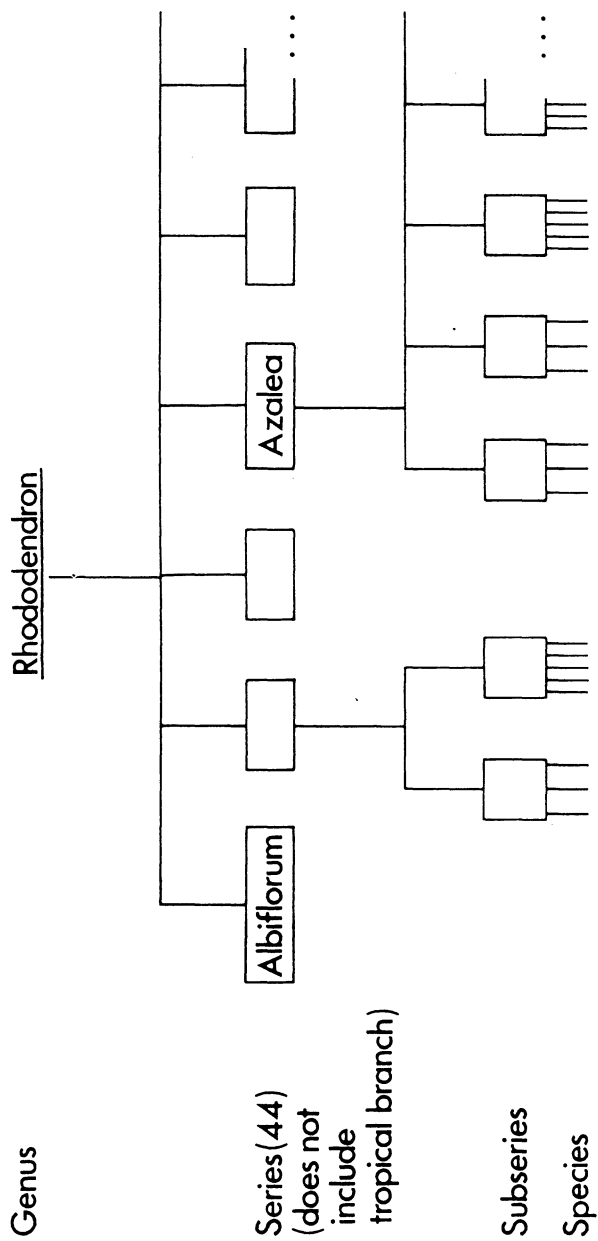 Rhododendron
Genus
Albiflorum
Azalea
...
Series(44)
(does not
include
tropical branch)
Subseries
...
Species